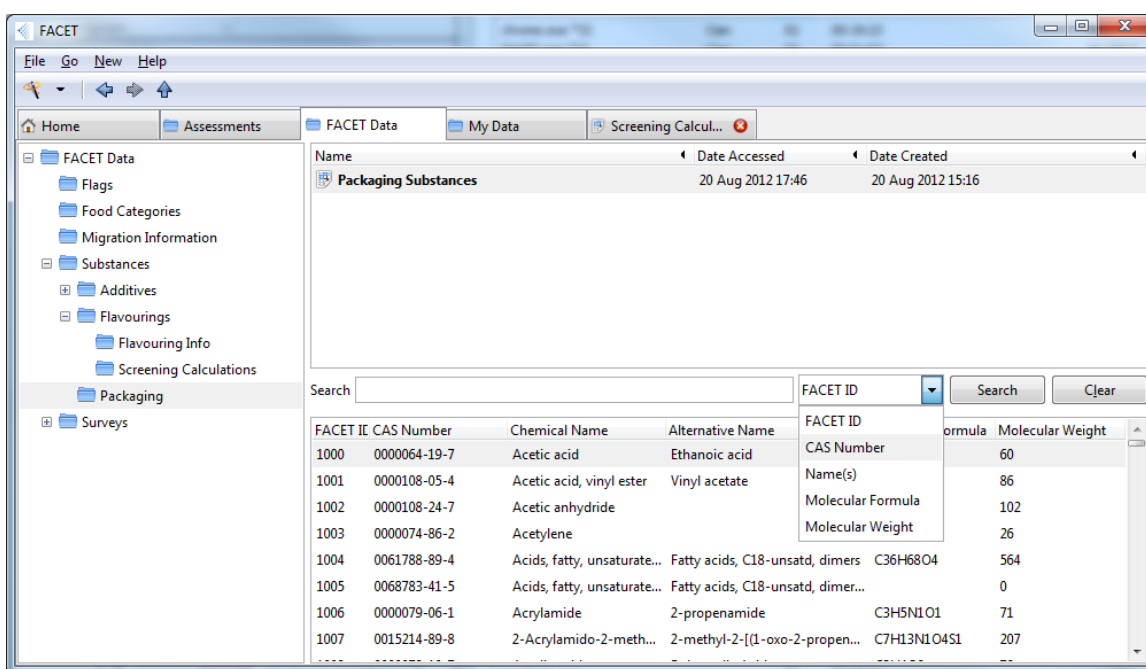 FACET
File Go New Help
Home Assessments FACET Data My Data Screening Calcul...
FACET Data
Flags
Food Categories
Migration Information
Substances
Additives
Flavourings
Flavouring Info
Screening Calculations
Packaging
Surveys
Name Date Accessed Date Created
Packaging Substances 20 Aug 2012 17:46 20 Aug 2012 15:16
Search FACET ID Search Clear
FACET ID
CAS Number
Name(s)
Molecular Formula
Molecular Weight
FACET ID CAS Number Chemical Name Alternative Name ormula Molecular Weight
1000 0000064-19-7 Acetic acid Ethanoic acid 60
1001 0000108-05-4 Acetic acid, vinyl ester Vinyl acetate 86
1002 0000108-24-7 Acetic anhydride 102
1003 0000074-86-2 Acetylene 26
1004 0061788-89-4 Acids, fatty, unsaturate... Fatty acids, C18-unsatd, dimers C36H68O4 564
1005 0068783-41-5 Acids, fatty, unsaturate... Fatty acids, C18-unsatd, dimer... 0
1006 0000079-06-1 Acrylamide 2-propenamide C3H5N1O1 71
1007 0015214-89-8 2-Acrylamido-2-meth... 2-methyl-2-[(1-oxo-2-propen... C7H13N1O4S1 207